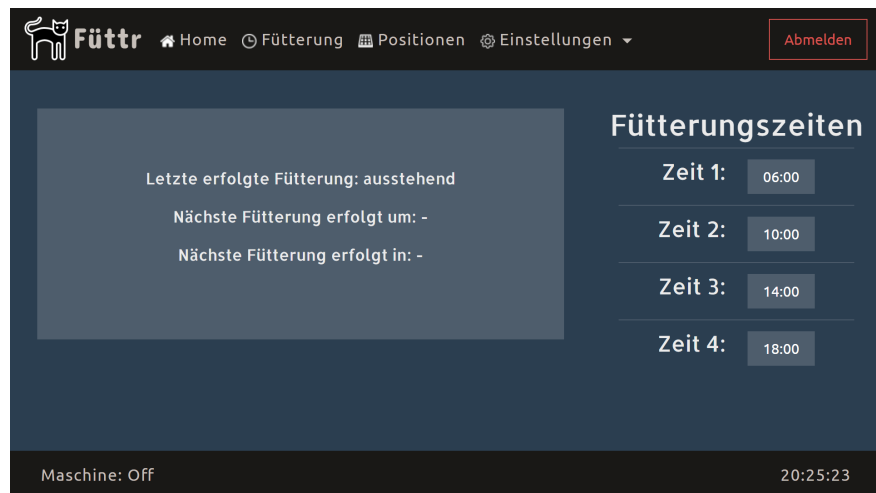 Füttr Home Fütterung Positionen Einstellungen Abmelden
Letzte erfolgte Fütterung: ausstehend
Nächste Fütterung erfolgt um: -
Nächste Fütterung erfolgt in: -
Fütterungszeiten
Zeit 1: 06:00
Zeit 2: 10:00
Zeit 3: 14:00
Zeit 4: 18:00
Maschine: Off 20:25:23